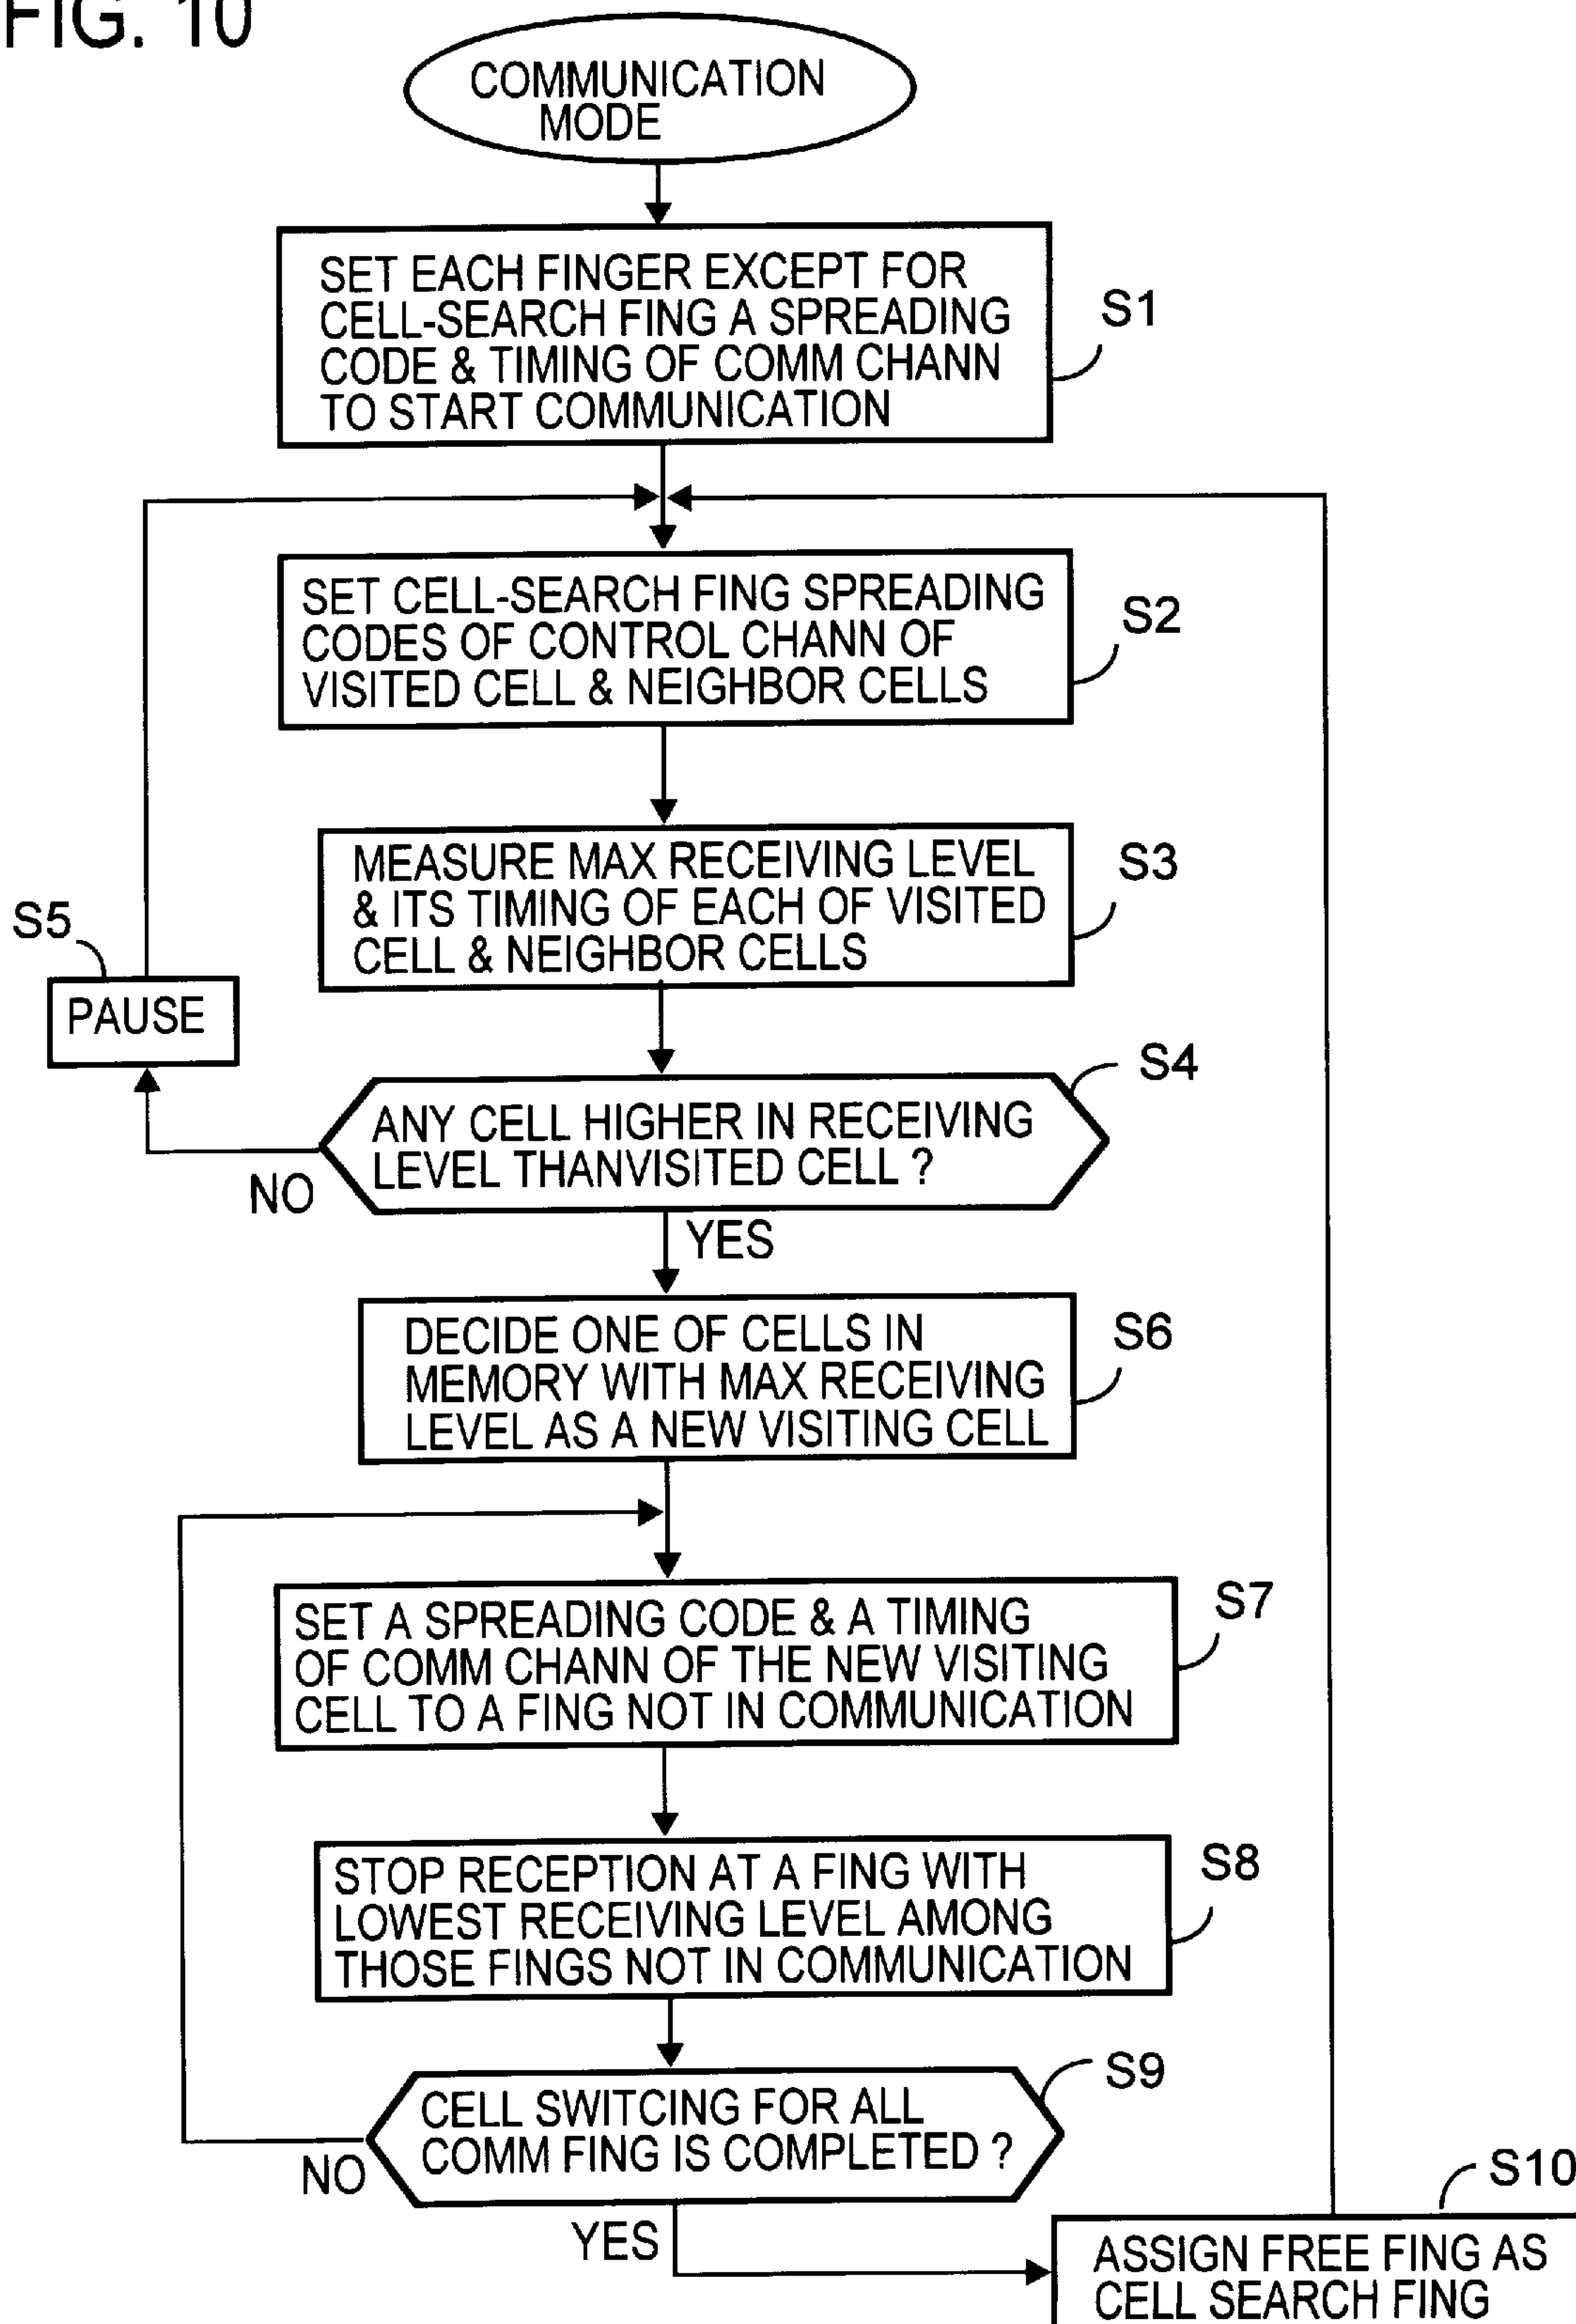 FIG. 10
COMMUNICATION
MODE
SET EACH FINGER EXCEPT FOR
CELL-SEARCH FING A SPREADING
CODE & TIMING OF COMM CHANN
TO START COMMUNICATION
S1
SET CELL-SEARCH FING SPREADING
CODES OF CONTROL CHANN OF
VISITED CELL & NEIGHBOR CELLS
S2
MEASURE MAX RECEIVING LEVEL
& ITS TIMING OF EACH OF VISITED
CELL & NEIGHBOR CELLS
S3
S5
PAUSE
S4
ANY CELL HIGHER IN RECEIVING
LEVEL THANVISITED CELL ?
NO
YES
DECIDE ONE OF CELLS IN
MEMORY WITH MAX RECEIVING
LEVEL AS A NEW VISITING CELL
S6
SET A SPREADING CODE & A TIMING
OF COMM CHANN OF THE NEW VISITING
CELL TO A FING NOT IN COMMUNICATION
S7
STOP RECEPTION AT A FING WITH
LOWEST RECEIVING LEVEL AMONG
THOSE FINGS NOT IN COMMUNICATION
S8
CELL SWITCING FOR ALL
COMM FING IS COMPLETED ?
S9
NO
YES
S10
ASSIGN FREE FING AS
CELL SEARCH FING